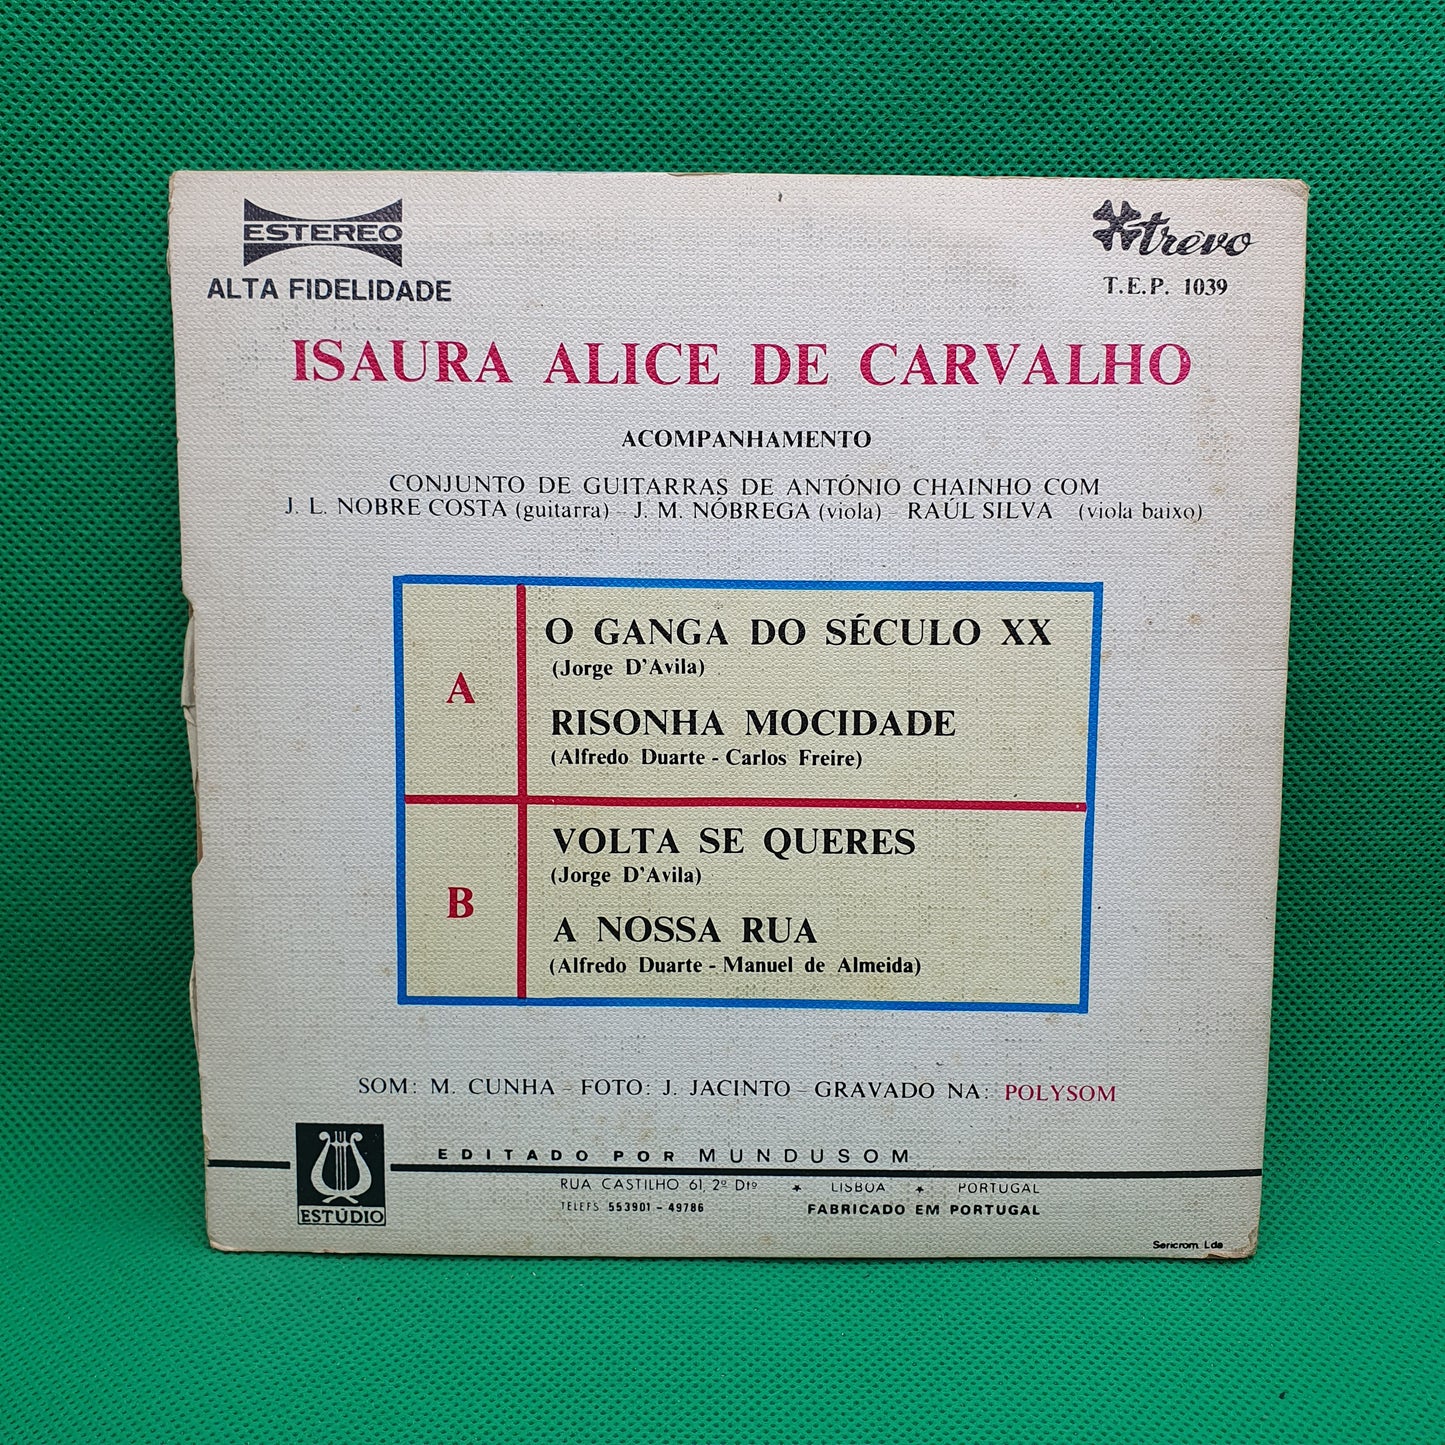 ESTEREO
ALTA FIDELIDADE
trêvo
T.E.P. 1039
ISAURA ALICE DE CARVALHO
ACOMPANHAMENTO
CONJUNTO DE GUITARRAS DE ANTÓNIO CHAINHO COM
J. L. NOBRE COSTA (guitarra) – J. M. NÓBREGA (viola) – RAÚL SILVA (viola baixo)
A
O GANGA DO SÉCULO XX
(Jorge D'Avila)
RISONHA MOCIDADE
(Alfredo Duarte - Carlos Freire)
B
VOLTA SE QUERES
(Jorge D'Avila)
A NOSSA RUA
(Alfredo Duarte - Manuel de Almeida)
SOM: M. CUNHA – FOTO: J. JACINTO – GRAVADO NA: POLYSOM
EDITADO POR MUNDUSOM
RUA CASTILHO 61, 2º Dtº ★ LISBOA ★ PORTUGAL
TELEFS 553901 - 49786 FABRICADO EM PORTUGAL
ESTÚDIO
Sericrom, Lda